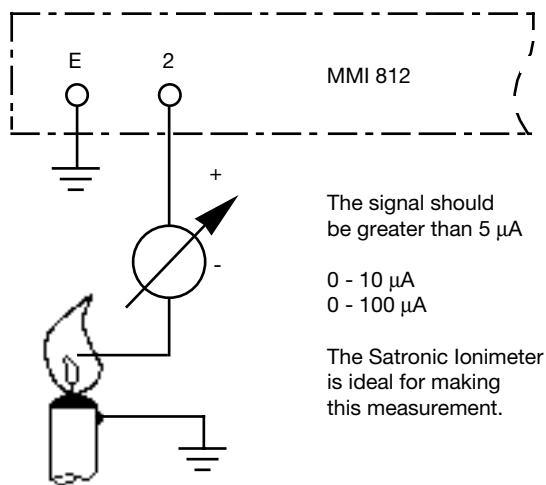 E
2
MMI 812
+
-
The signal should
be greater than 5 µA
0 - 10 µA
0 - 100 µA
The Satronic Ionimeter
is ideal for making
this measurement.